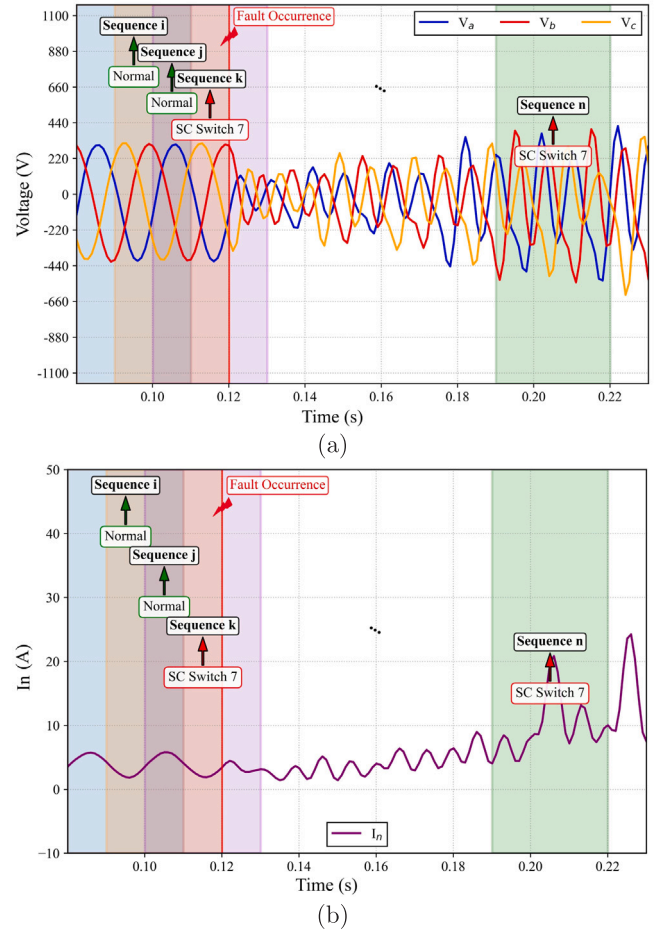 1100
880
660
440
220
0
-220
-440
-660
-880
-1100
Voltage (V)
Sequence i
Normal
Sequence j
Normal
Sequence k
SC Switch 7
Fault Occurrence
V_a V_b V_c
Sequence n
SC Switch 7
0.10 0.12 0.14 0.16 0.18 0.20 0.22
Time (s)
(a)
50
40
30
20
10
0
−10
In (A)
Sequence i
Normal
Sequence j
Normal
Sequence k
SC Switch 7
Fault Occurrence
Sequence n
SC Switch 7
I_n
0.10 0.12 0.14 0.16 0.18 0.20 0.22
Time (s)
(b)